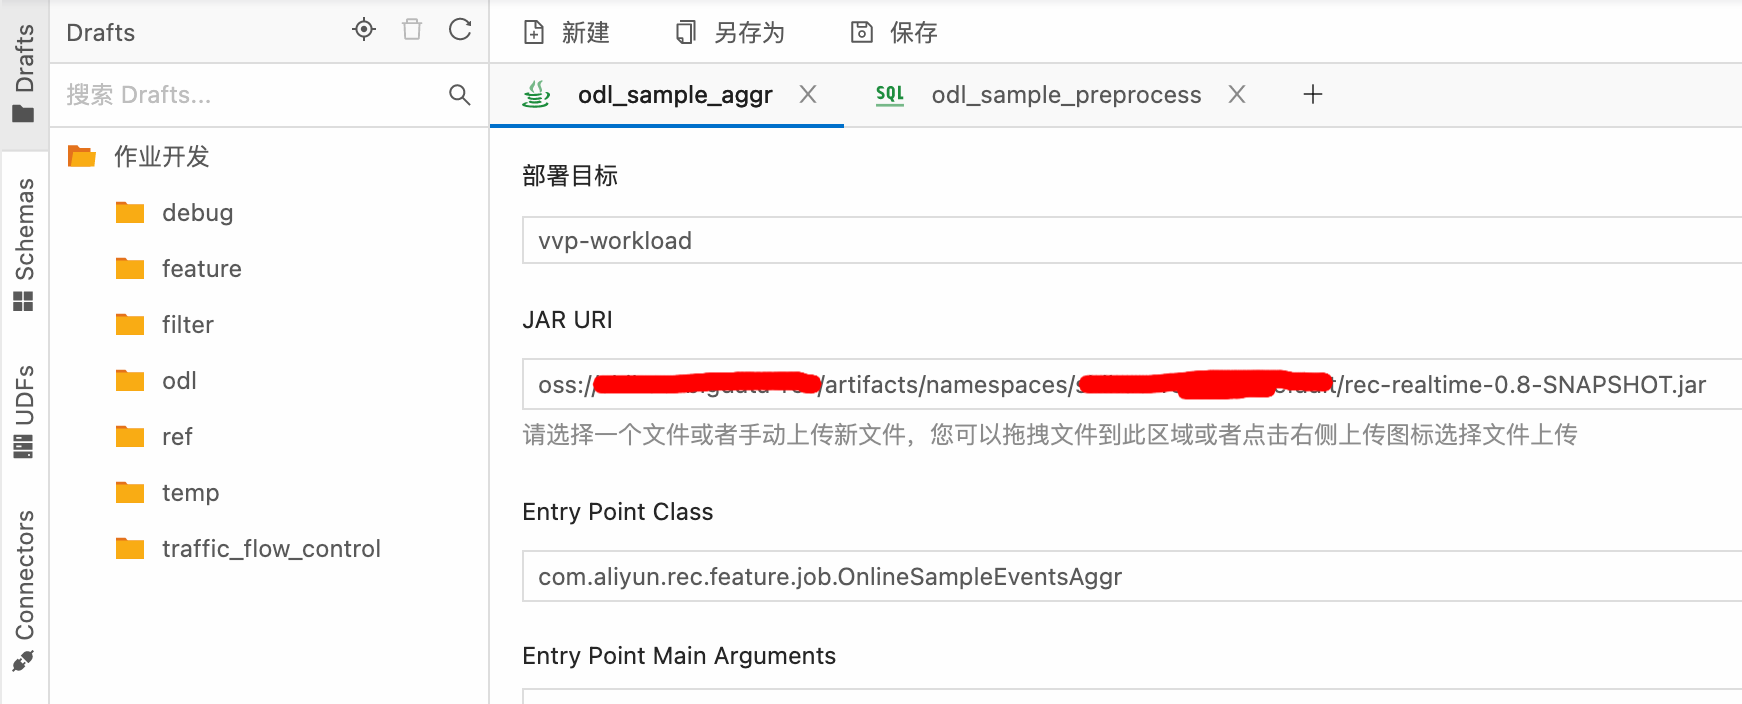 Drafts
Schemas
UDFs
Connectors
Drafts
搜索 Drafts...
作业开发
debug
feature
filter
odl
ref
temp
traffic_flow_control
新建
另存为
保存
odl_sample_aggr
SQL odl_sample_preprocess
部署目标
vvp-workload
JAR URI
oss:// /artifacts/namespaces/ /rec-realtime-0.8-SNAPSHOT.jar
请选择一个文件或者手动上传新文件，您可以拖拽文件到此区域或者点击右侧上传图标选择文件上传
Entry Point Class
com.aliyun.rec.feature.job.OnlineSampleEventsAggr
Entry Point Main Arguments